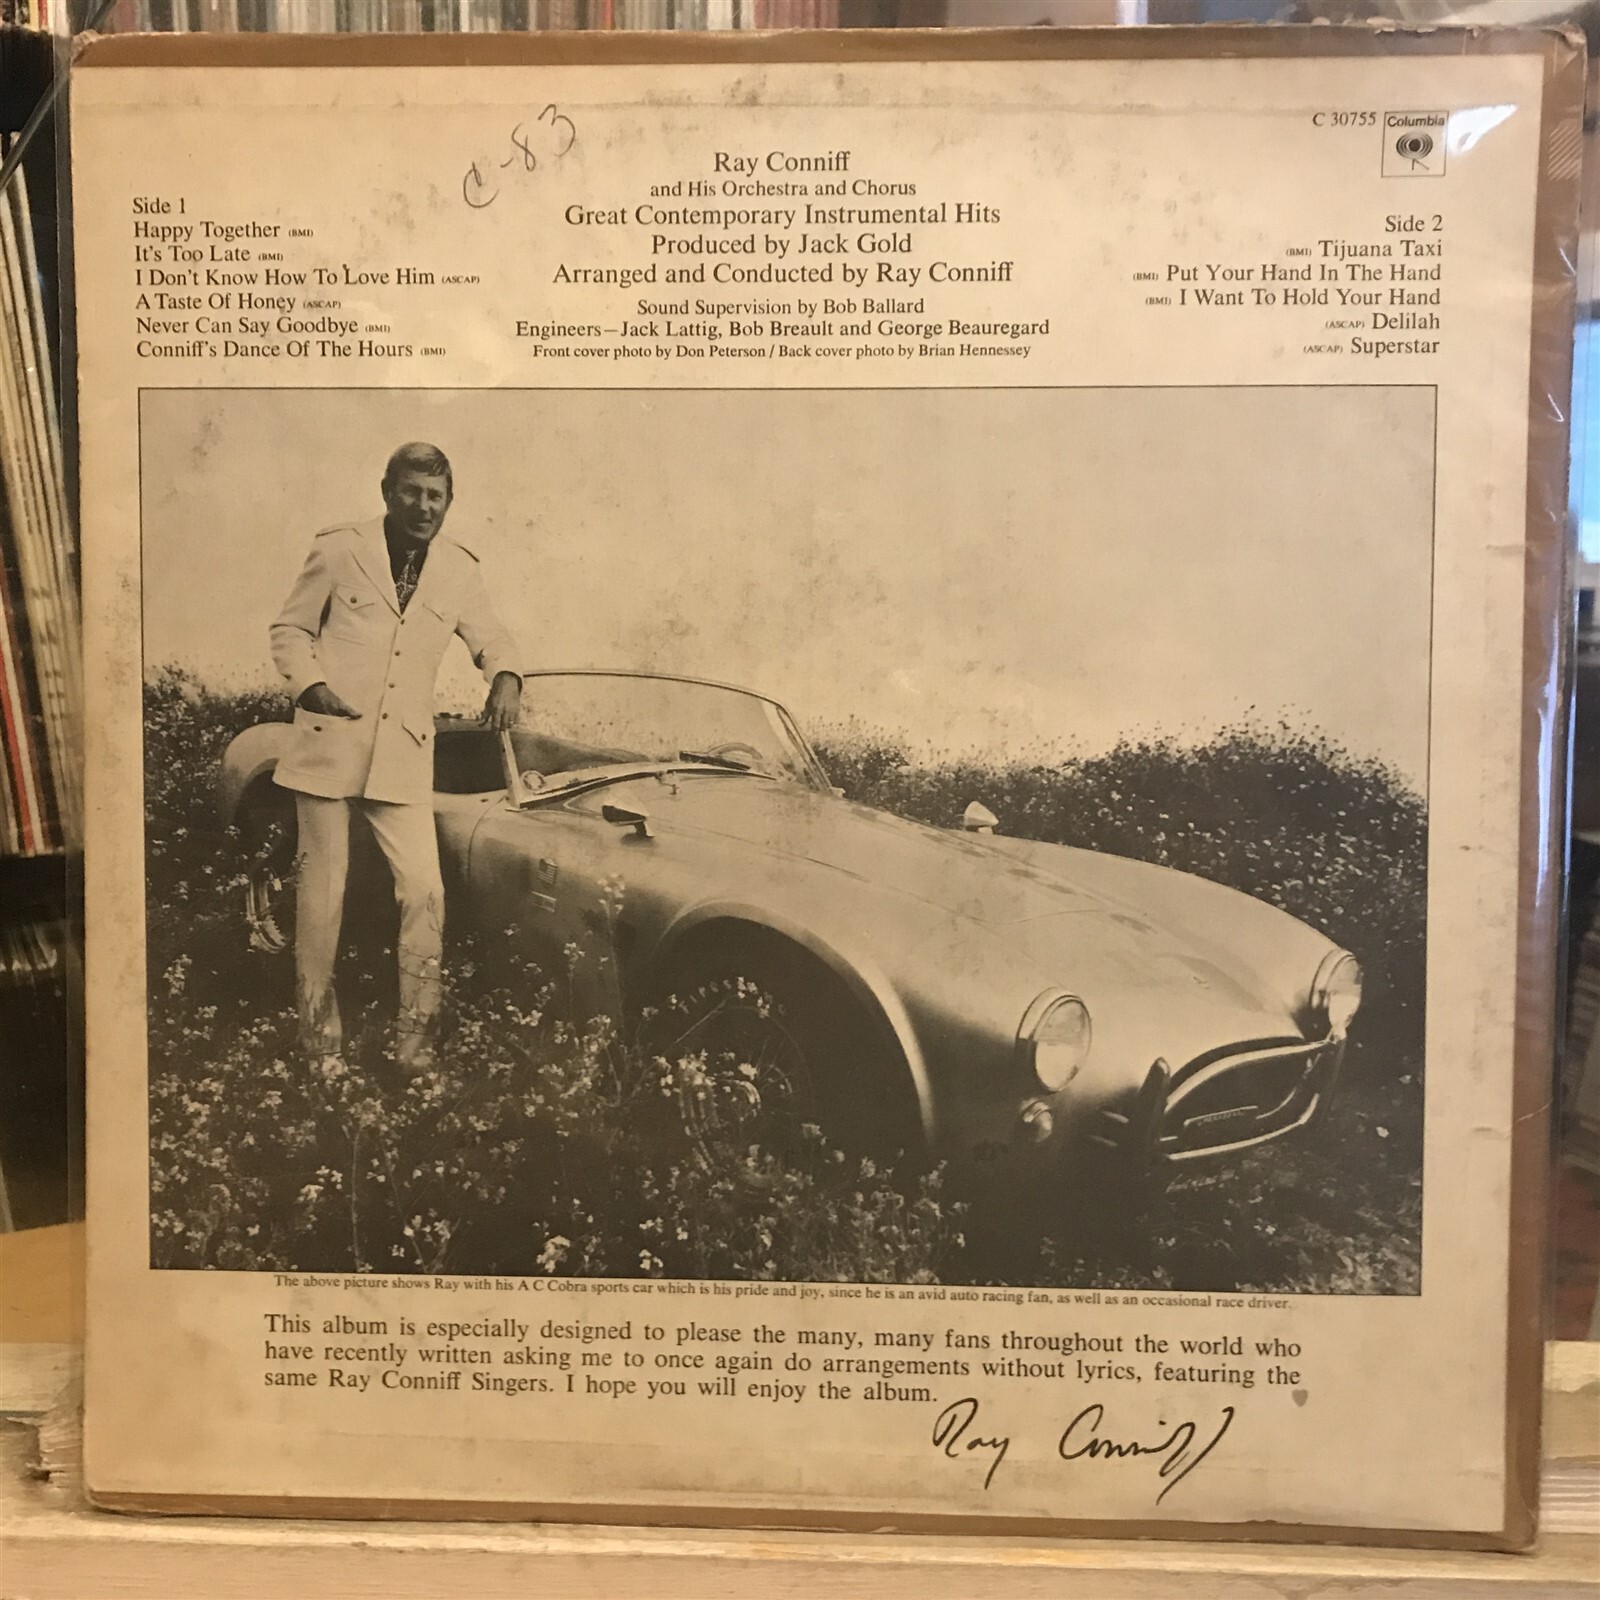 C-83
C 30755
Columbia
Side 1
Happy Together (BMI)
It's Too Late (BMI)
I Don't Know How To Love Him (ASCAP)
A Taste Of Honey (ASCAP)
Never Can Say Goodbye (BMI)
Conniff's Dance Of The Hours (BMI)
Ray Conniff
and His Orchestra and Chorus
Great Contemporary Instrumental Hits
Produced by Jack Gold
Arranged and Conducted by Ray Conniff
Sound Supervision by Bob Ballard
Engineers—Jack Lattig, Bob Breault and George Beauregard
Front cover photo by Don Peterson / Back cover photo by Brian Hennessey
Side 2
(BMI) Tijuana Taxi
(BMI) Put Your Hand In The Hand
(BMI) I Want To Hold Your Hand
(ASCAP) Delilah
(ASCAP) Superstar
The above picture shows Ray with his A C Cobra sports car which is his pride and joy, since he is an avid auto racing fan, as well as an occasional race driver.
This album is especially designed to please the many, many fans throughout the world who
have recently written asking me to once again do arrangements without lyrics, featuring the
same Ray Conniff Singers. I hope you will enjoy the album.
Ray Conniff